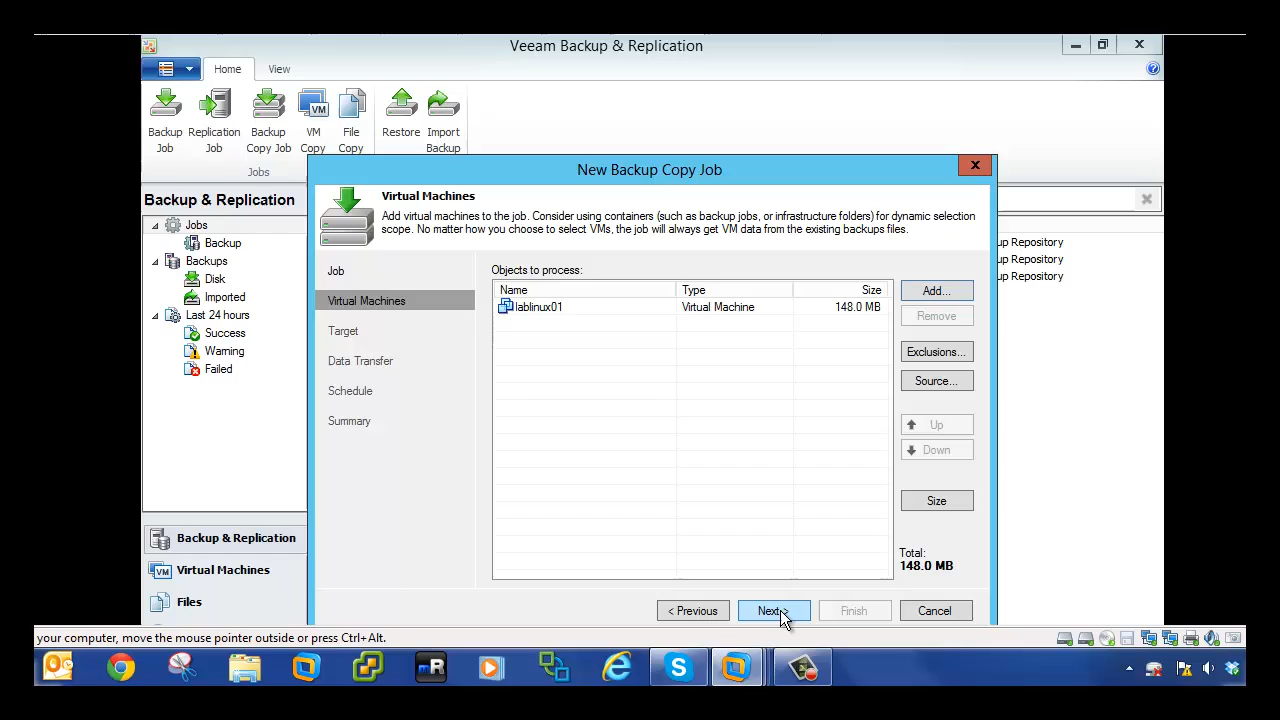 Veeam Backup & Replication
Home View
Backup Job
Replication Job
Backup Copy Job
VM Copy
File Copy
Restore
Import Backup
Jobs
New Backup Copy Job
Virtual Machines
Add virtual machines to the job. Consider using containers (such as backup jobs, or infrastructure folders) for dynamic selection
scope. No matter how you choose to select VMs, the job will always get VM data from the existing backups files.
Backup & Replication
Jobs
Backup
Backups
Disk
Imported
Last 24 hours
Success
Warning
Failed
Job
Virtual Machines
Target
Data Transfer
Schedule
Summary
Objects to process:
Name Type Size
lablinux01 Virtual Machine 148.0 MB
Add...
Remove
Exclusions...
Source...
Up
Down
Size
Total:
148.0 MB
up Repository
up Repository
up Repository
Backup & Replication
Virtual Machines
Files
< Previous Next > Finish Cancel
your computer, move the mouse pointer outside or press Ctrl+Alt.
mR